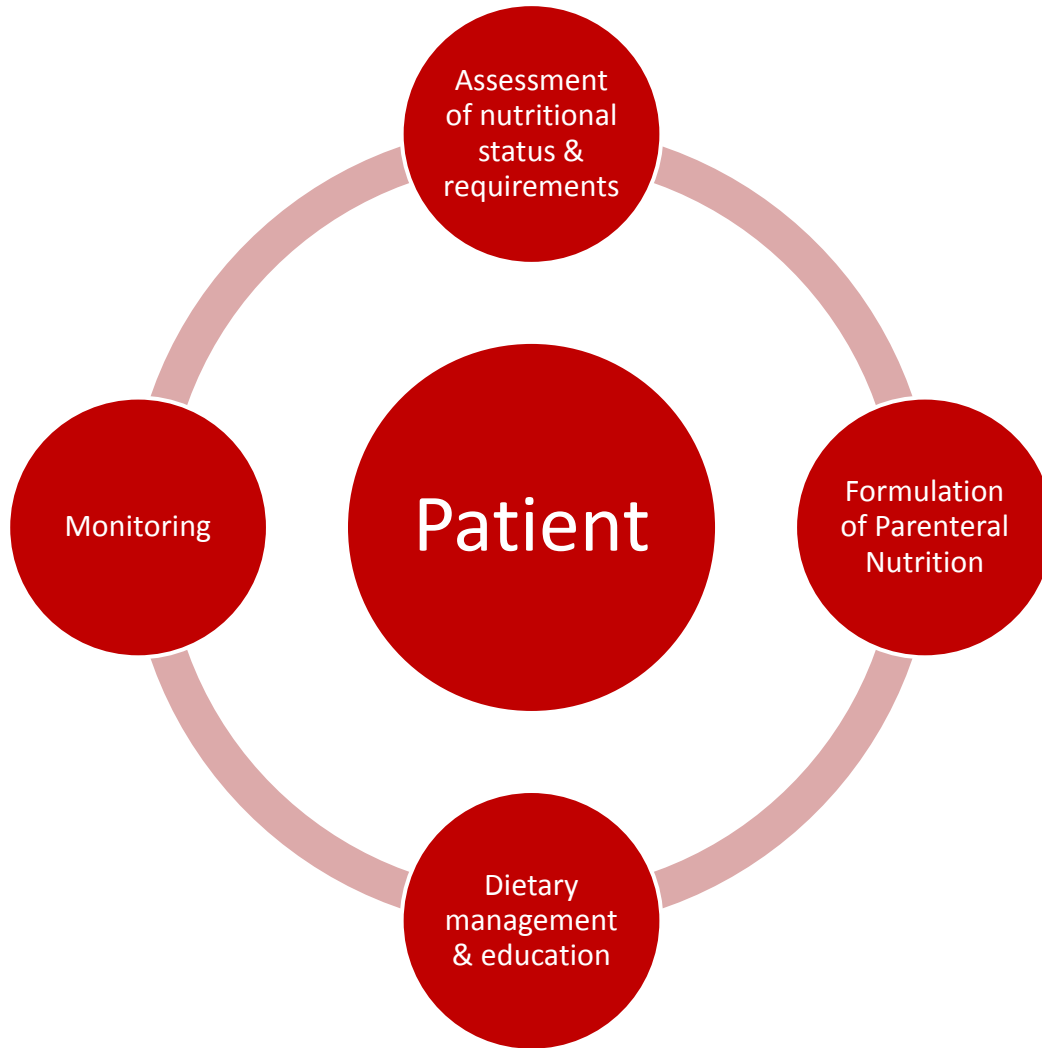 Assessment
of nutritional
status &
requirements
Monitoring
Patient
Formulation
of Parenteral
Nutrition
Dietary
management
& education